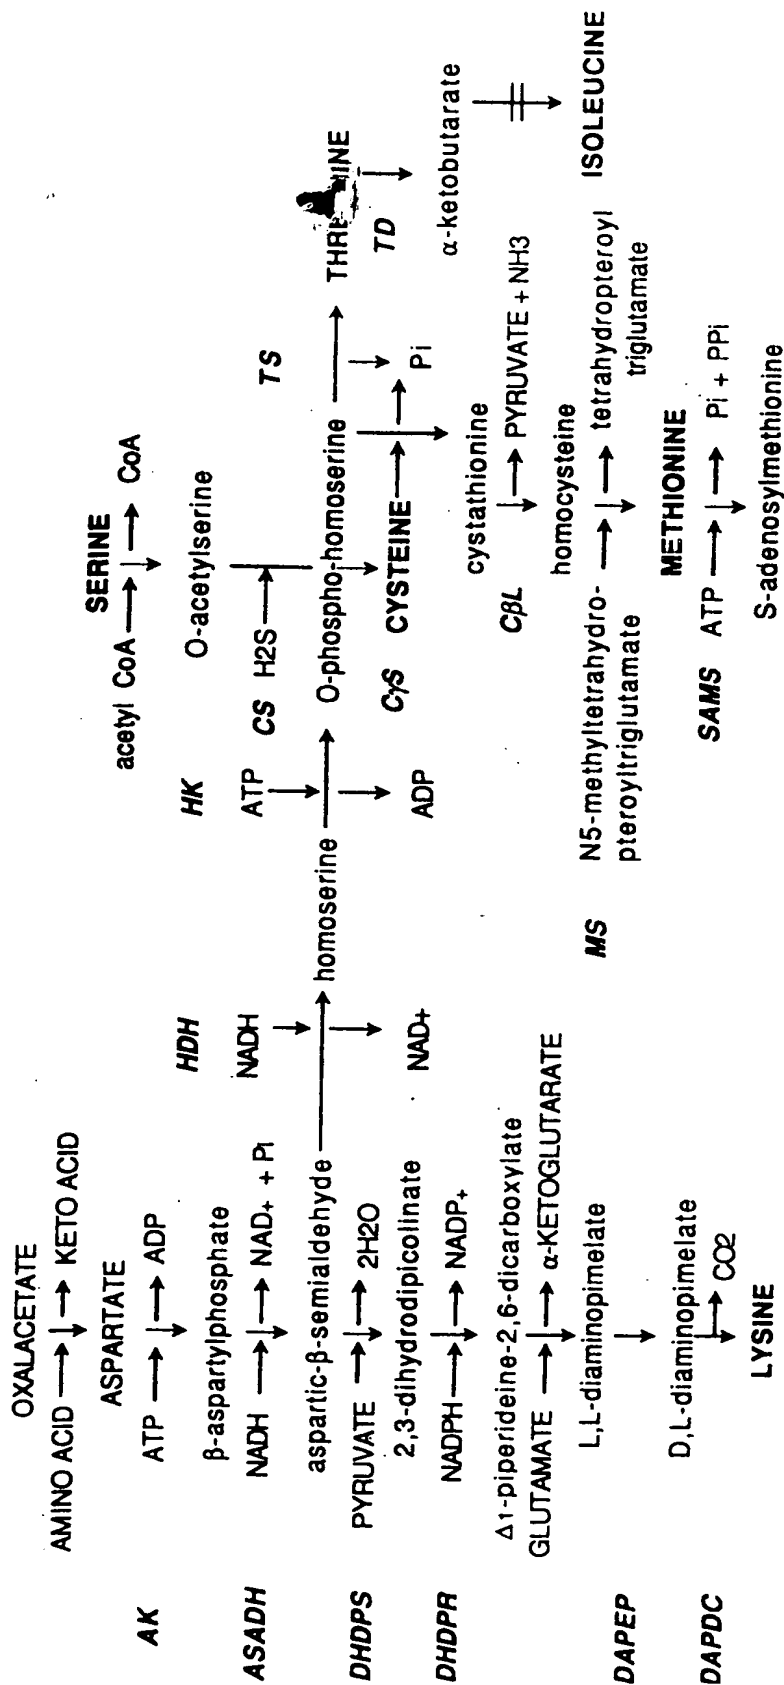 OXALACETATE
AMINO ACID KETO ACID
ASPARTATE
AK ATP ADP
β-aspartylphosphate
ASADH NADH NAD+ + Pi
aspartic-β-semialdehyde
DHDPS PYRUVATE 2H2O
2,3-dihydrodipicolinate
DHDPR NADPH NADP+
Δ1-piperideine-2,6-dicarboxylate
GLUTAMATE α-KETOGLUTARATE
L,L-diaminopimelate
DAPEP
D,L-diaminopimelate
DAPDC CO2
LYSINE
HDH
NADH
homoserine
NAD+
HK
ATP
ADP
SERINE
acetyl CoA CoA
O-acetylserine
CS H2S
O-phospho-homoserine
CγS CYSTEINE
TS
Pi
TD
α-ketobutarate
ISOLEUCINE
cystathionine
CβL PYRUVATE + NH3
homocysteine
MS N5-methyltetrahydro-
pteroyltriglutamate
tetrahydropteroyl
triglutamate
METHIONINE
SAMS ATP Pi + PPi
S-adenosylmethionine